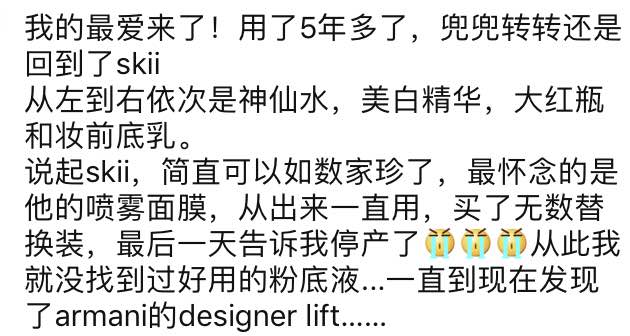 我的最爱来了！用了5年多了，兜兜转转还是
回到了skii
从左到右依次是神仙水，美白精华，大红瓶
和妆前底乳。
说起skii，简直可以如数家珍了，最怀念的是
他的喷雾面膜，从出来一直用，买了无数替
换装，最后一天告诉我停产了😭😭😭从此我
就没找到过好用的粉底液...一直到现在发现
了armani的designer lift......